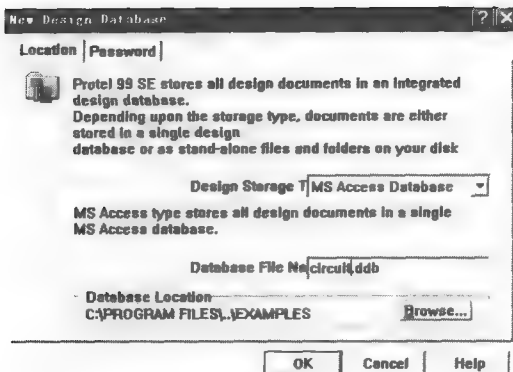 New Design Database
Location Password
Protel 99 SE stores all design documents in an integrated
design database.
Depending upon the storage type, documents are either
stored in a single design
database or as stand-alone files and folders on your disk
Design Storage T MS Access Database
MS Access type stores all design documents in a single
MS Access database.
Database File Na circuit.ddb
Database Location
C:\PROGRAM FILES\..\EXAMPLES Browse...
OK Cancel Help